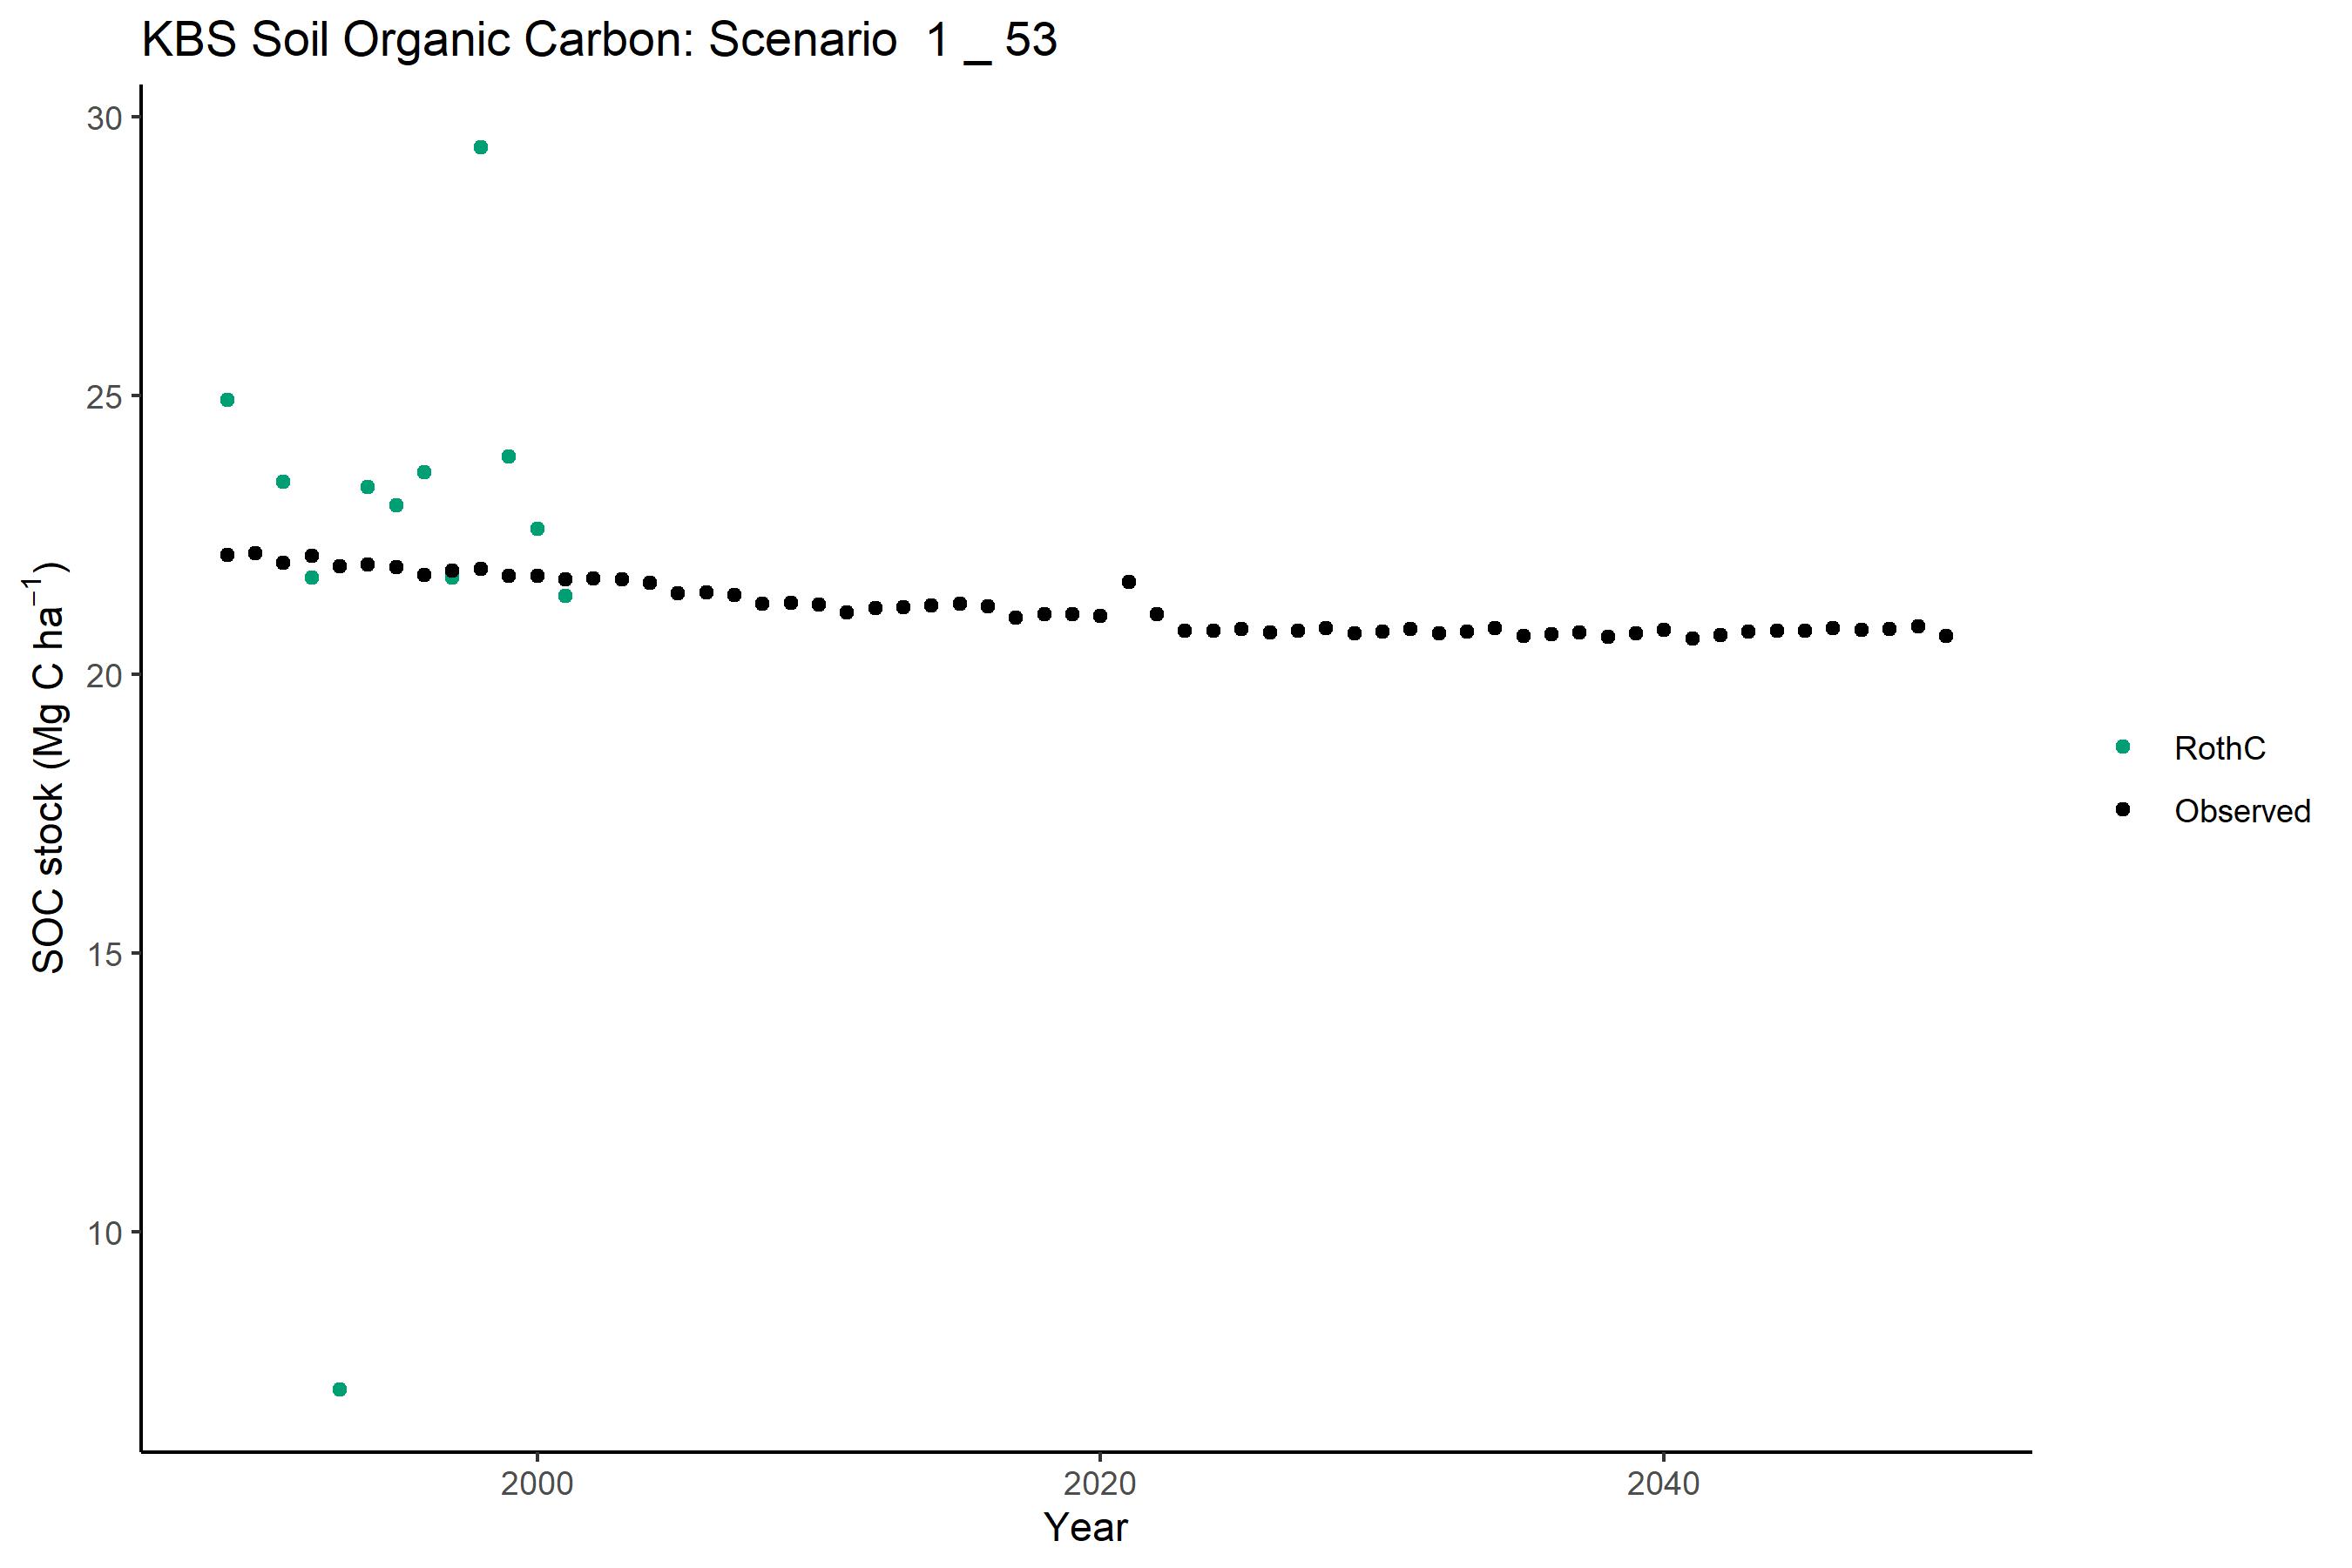 KBS Soil Organic Carbon: Scenario  1 _ 53
SOC stock (Mg C ha⁻¹)
30
25
20
15
10
2000
2020
2040
Year
RothC
Observed